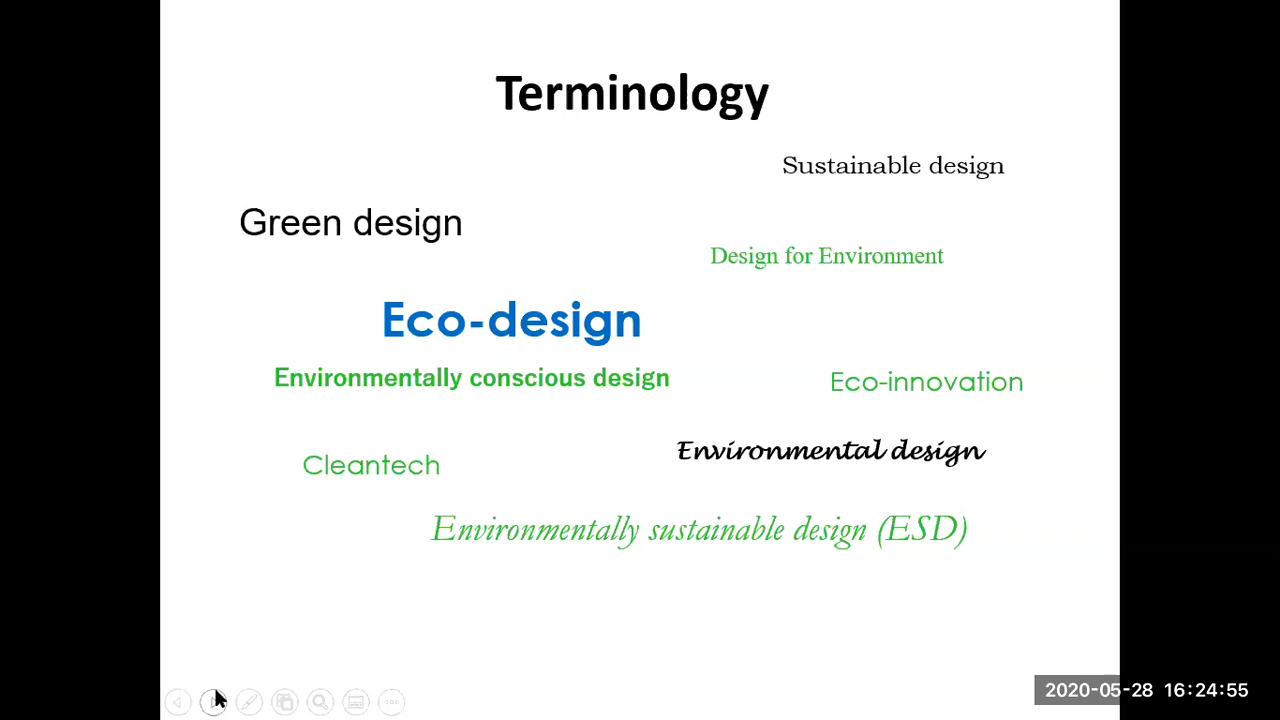 Terminology
Sustainable design
Green design
Design for Environment
Eco-design
Environmentally conscious design
Eco-innovation
Environmental design
Cleantech
Environmentally sustainable design (ESD)
2020-05-28 16:24:55